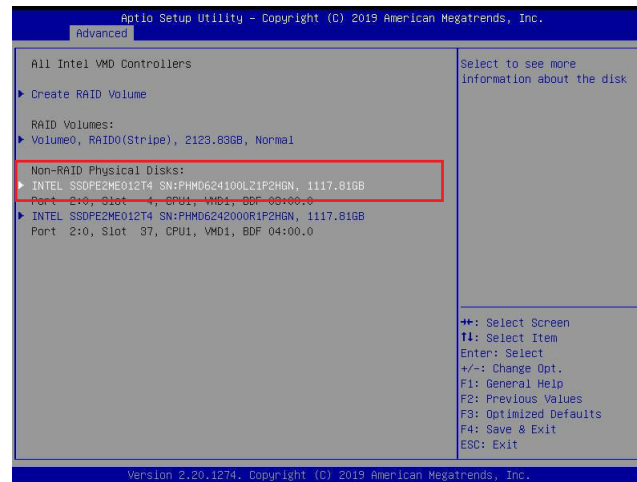 Aptio Setup Utility – Copyright (C) 2019 American Megatrends, Inc.
Advanced
All Intel VMD Controllers
Create RAID Volume
RAID Volumes:
Volume0, RAID0(Stripe), 2123.83GB, Normal
Non-RAID Physical Disks:
INTEL SSDPE2ME012T4 SN:PHMD624100LZ1P2HGN, 1117.81GB
Port 2:0, Slot 4, CPU1, VMD1, BDF 03:00.0
INTEL SSDPE2ME012T4 SN:PHMD6242000R1P2HGN, 1117.81GB
Port 2:0, Slot 37, CPU1, VMD1, BDF 04:00.0
Select to see more
information about the disk
→←: Select Screen
↑↓: Select Item
Enter: Select
+/-: Change Opt.
F1: General Help
F2: Previous Values
F3: Optimized Defaults
F4: Save & Exit
ESC: Exit
Version 2.20.1274. Copyright (C) 2019 American Megatrends, Inc.